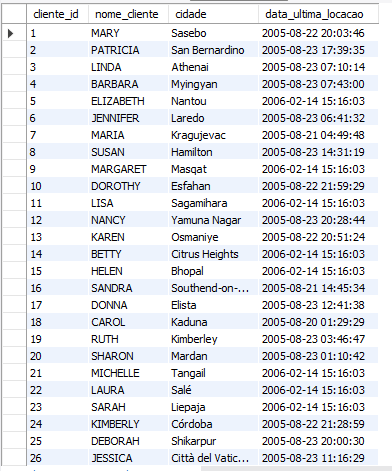 cliente_id nome_cliente cidade data_ultima_locacao
1 MARY Sasebo 2005-08-22 20:03:46
2 PATRICIA San Bernardino 2005-08-23 17:39:35
3 LINDA Athenai 2005-08-23 07:10:14
4 BARBARA Myingyan 2005-08-23 07:43:00
5 ELIZABETH Nantou 2006-02-14 15:16:03
6 JENNIFER Laredo 2005-08-23 06:41:32
7 MARIA Kragujevac 2005-08-21 04:49:48
8 SUSAN Hamilton 2005-08-23 14:31:19
9 MARGARET Masqat 2006-02-14 15:16:03
10 DOROTHY Esfahan 2005-08-22 21:59:29
11 LISA Sagamihara 2006-02-14 15:16:03
12 NANCY Yamuna Nagar 2005-08-23 20:28:44
13 KAREN Osmaniye 2005-08-22 20:51:24
14 BETTY Citrus Heights 2006-02-14 15:16:03
15 HELEN Bhopal 2006-02-14 15:16:03
16 SANDRA Southend-on-... 2005-08-21 14:45:34
17 DONNA Elista 2005-08-23 12:41:38
18 CAROL Kaduna 2005-08-20 01:29:29
19 RUTH Kimberley 2005-08-23 03:46:47
20 SHARON Mardan 2005-08-23 01:10:42
21 MICHELLE Tangail 2006-02-14 15:16:03
22 LAURA Salé 2006-02-14 15:16:03
23 SARAH Liepaja 2006-02-14 15:16:03
24 KIMBERLY Córdoba 2005-08-22 21:28:59
25 DEBORAH Shikarpur 2005-08-23 20:00:30
26 JESSICA Città del Vatic... 2005-08-23 11:16:29